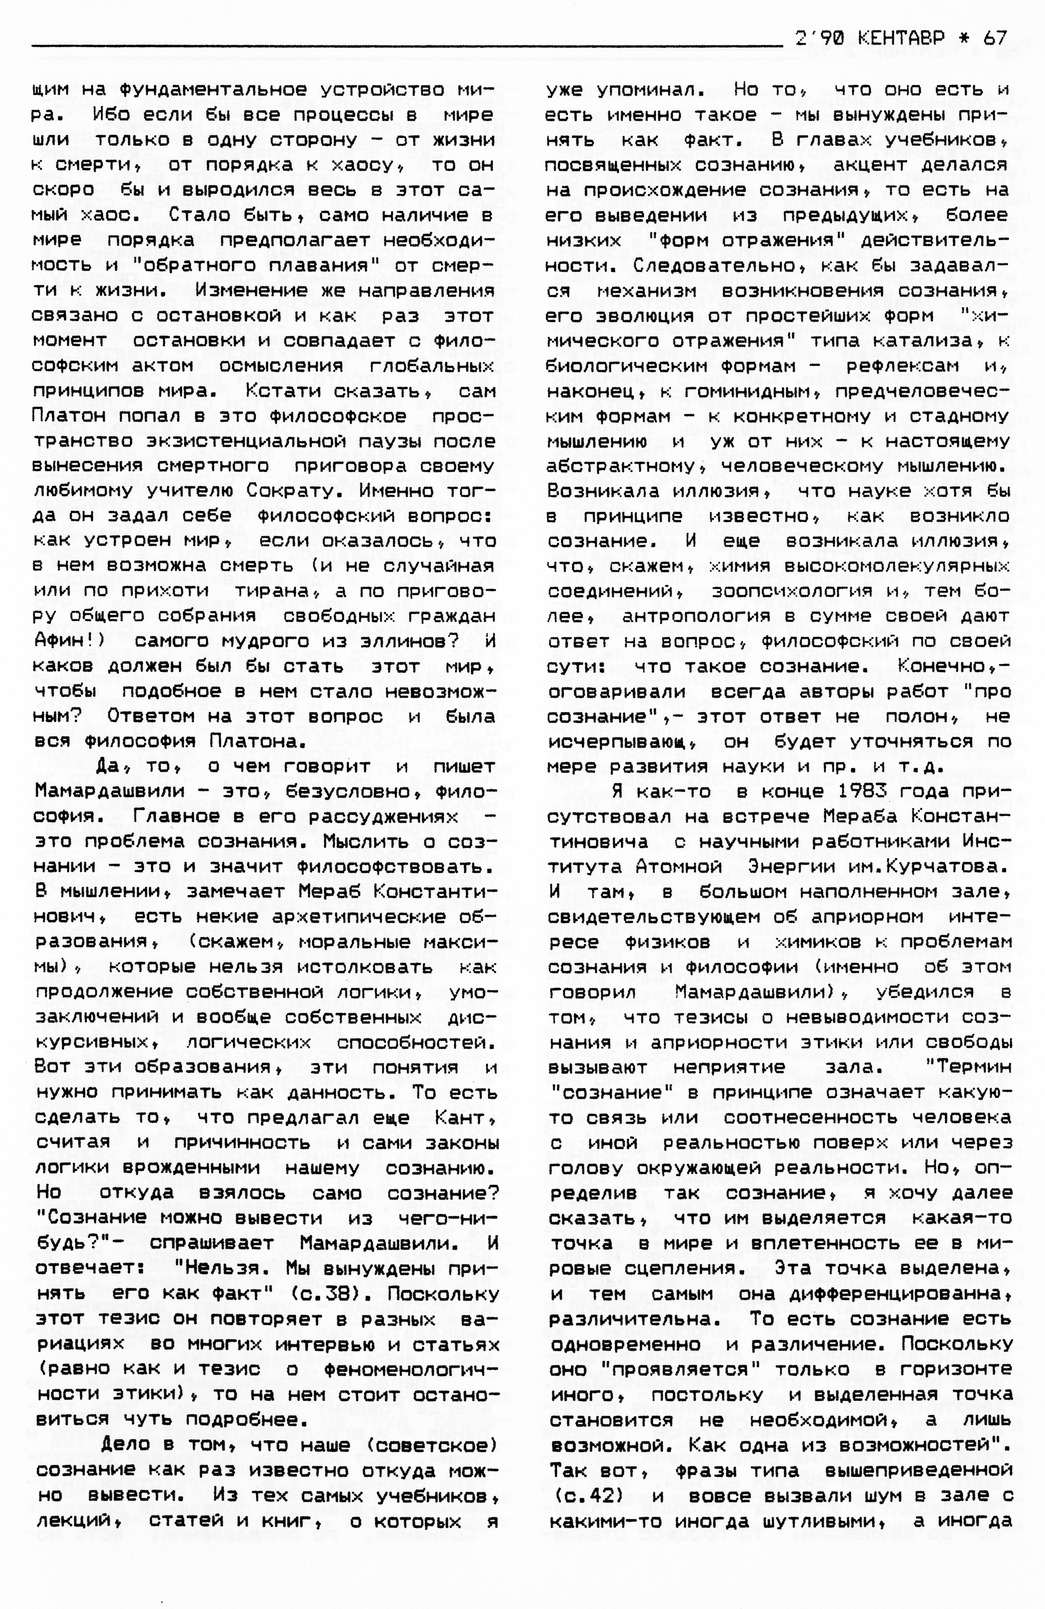 2'90 КЕНТАВР * 67
щим на фундаментальное устройство ми-
ра. Ибо если бы все процессы в мире
шли только в одну сторону - от жизни
к смерти, от порядка к хаосу, то он
скоро бы и выродился весь в этот са-
мый хаос. Стало быть, само наличие в
мире порядка предполагает необходи-
мость и "обратного плавания" от смер-
ти к жизни. Изменение же направления
связано с остановкой и как раз этот
момент остановки и совпадает с фило-
софским актом осмысления глобальных
принципов мира. Кстати сказать, сам
Платон попал в это философское прос-
транство экзистенциальной паузы после
вынесения смертного приговора своему
любимому учителю Сократу. Именно тог-
да он задал себе философский вопрос:
как устроен мир, если оказалось, что
в нем возможна смерть (и не случайная
или по прихоти тирана, а по пригово-
ру общего собрания свободных граждан
Афин!) самого мудрого из эллинов? И
каков должен был бы стать этот мир,
чтобы подобное в нем стало невозмож-
ным? Ответом на этот вопрос и была
вся философия Платона.
Да, то, о чем говорит и пишет
Мамардашвили - это, безусловно, фило-
софия. Главное в его рассуждениях -
это проблема сознания. Мыслить о соз-
нании - это и значит философствовать.
В мышлении, замечает Мераб Константи-
нович, есть некие архетипические об-
разования, (скажем, моральные макси-
мы), которые нельзя истолковать как
продолжение собственной логики, умо-
заключений и вообще собственных дис-
курсивных, логических способностей.
Вот эти образования, эти понятия и
нужно принимать как данность. То есть
сделать то, что предлагал еще Кант,
считая и причинность и сами законы
логики врожденными нашему сознанию.
Но откуда взялось само сознание?
"Сознание можно вывести из чего-ни-
будь?"- спрашивает Мамардашвили. И
отвечает: "Нельзя. Мы вынуждены при-
нять его как факт" (с.38). Поскольку
этот тезис он повторяет в разных ва-
риациях во многих интервью и статьях
(равно как и тезис о феноменологич-
ности этики), то на нем стоит остано-
виться чуть подробнее.
Дело в том, что наше (советское)
сознание как раз известно откуда мож-
но вывести. Из тех самых учебников,
лекций, статей и книг, о которых я
уже упоминал. Но то, что оно есть и
есть именно такое - мы вынуждены при-
нять как факт. В главах учебников,
посвященных сознанию, акцент делался
на происхождение сознания, то есть на
его выведении из предыдущих, более
низких "форм отражения" действитель-
ности. Следовательно, как бы задавал-
ся механизм возникновения сознания,
его эволюция от простейших форм "хи-
мического отражения" типа катализа, к
биологическим формам - рефлексам и,
наконец, к гоминидным, предчеловечес-
ким формам - к конкретному и стадному
мышлению и уж от них - к настоящему
абстрактному, человеческому мышлению.
Возникала иллюзия, что науке хотя бы
в принципе известно, как возникло
сознание. И еще возникала иллюзия,
что, скажем, химия высокомолекулярных
соединений, зоопсихология и, тем бо-
лее, антропология в сумме своей дают
ответ на вопрос, философский по своей
сути: что такое сознание. Конечно,-
оговаривали всегда авторы работ "про
сознание",- этот ответ не полон, не
исчерпывающ, он будет уточняться по
мере развития науки и пр. и т.д.
Я как-то в конце 1983 года при-
сутствовал на встрече Мераба Констан-
тиновича с научными работниками Инс-
титута Атомной Энергии им.Курчатова.
И там, в большом наполненном зале,
свидетельствующем об априорном инте-
ресе физиков и химиков к проблемам
сознания и философии (именно об этом
говорил Мамардашвили), убедился в
том, что тезисы о невыводимости соз-
нания и априорности этики или свободы
вызывают неприятие зала. "Термин
"сознание" в принципе означает какую-
то связь или соотнесенность человека
с иной реальностью поверх или через
голову окружающей реальности. Но, оп-
ределив так сознание, я хочу далее
сказать, что им выделяется какая-то
точка в мире и вплетенность ее в ми-
ровые сцепления. Эта точка выделена,
и тем самым она дифференцированна,
различительна. То есть сознание есть
одновременно и различение. Поскольку
оно "проявляется" только в горизонте
иного, постольку и выделенная точка
становится не необходимой, а лишь
возможной. Как одна из возможностей".
Так вот, фразы типа вышеприведенной
(с.42) и вовсе вызвали шум в зале с
какими-то иногда шутливыми, а иногда